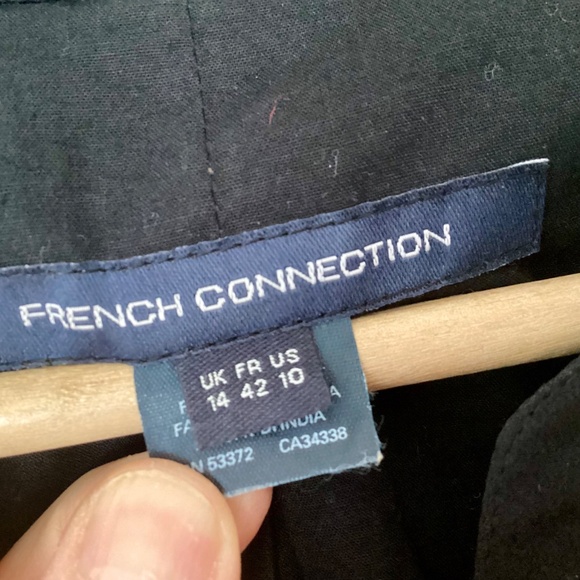 FRENCH CONNECTION
UK FR US
14 42 10
INDIA
53372 CA34338